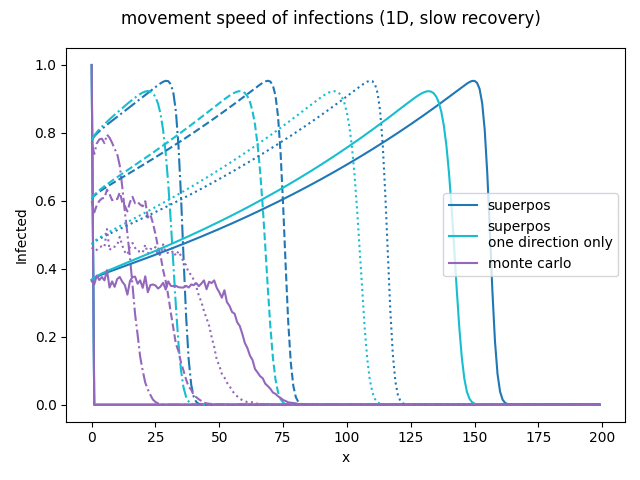 movement speed of infections (1D, slow recovery)
1.0
0.8
0.6
0.4
0.2
0.0
Infected
superpos
superpos
one direction only
monte carlo
0 25 50 75 100 125 150 175 200
x